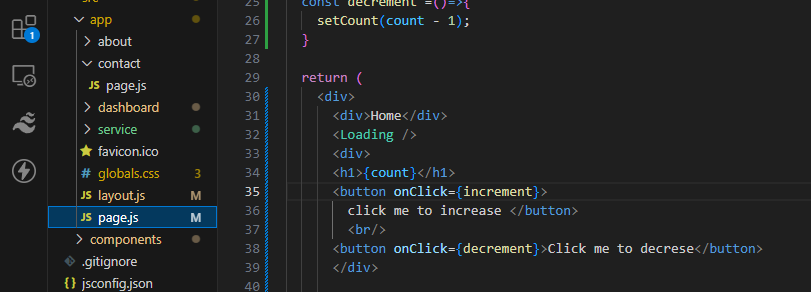 src
app
about
contact
JS page.js
dashboard
service
favicon.ico
# globals.css 3
JS layout.js M
JS page.js M
components
.gitignore
{} jsconfig.json
1
25 const decrement =()=>{
26 setCount(count - 1);
27 }
28
29 return (
30 <div>
31 <div>Home</div>
32 <Loading />
33 <div>
34 <h1>{count}</h1>
35 <button onClick={increment}>
36 click me to increase </button>
37 <br/>
38 <button onClick={decrement}>Click me to decrese</button>
39 </div>
40